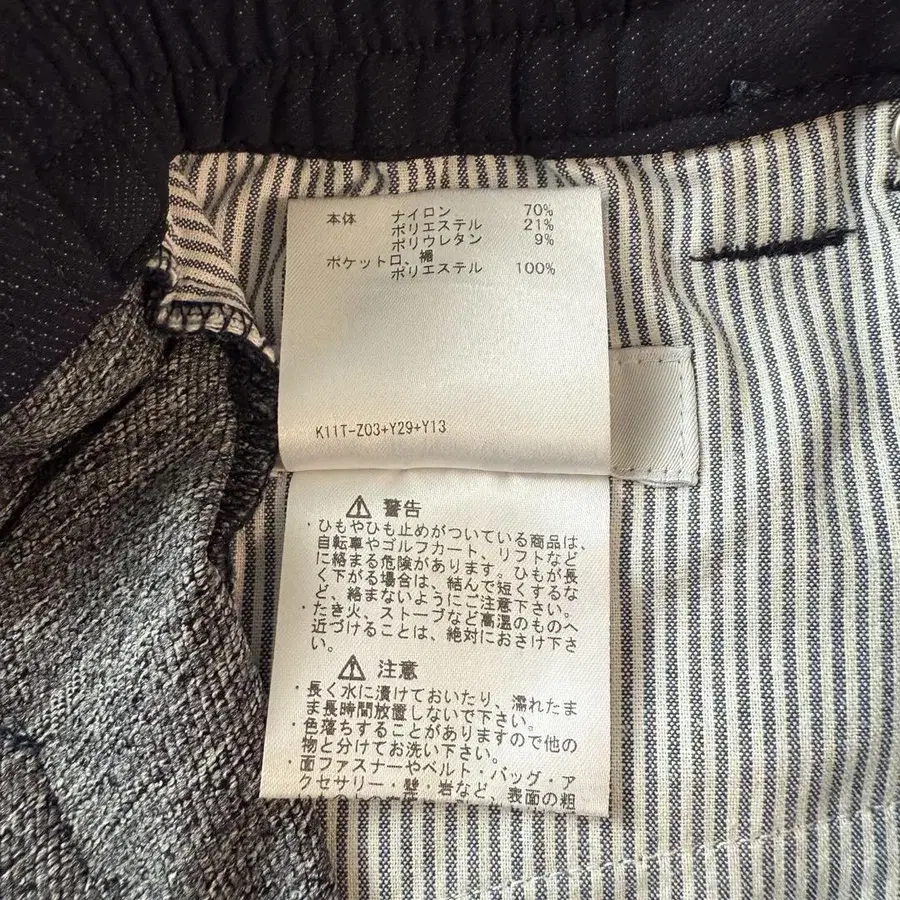 本体 ナイロン 70%
ポリエステル 21%
ポリウレタン 9%
ポケット口、裾
ポリエステル 100%
K11T-Z03+Y29+Y13
⚠ 警告
・ひもやひも止めがついている商品は、
自転車やゴルフカート、リフトなど
に絡まる危険があります。ひもが長
く下がる場合は、結んで短くするな
ど、絡まないようにご注意下さい。
・たき火、ストーブなど高温のものへ
近づけることは、絶対におさけ下さ
い。
⚠ 注意
・長く水に漬けておいたり、濡れたま
ま長時間放置しないで下さい。
・色落ちすることがありますので他の
物と分けてお洗い下さい。
・面ファスナーやベルト・バッグ・ア
クセサリー・壁・岩など、表面の粗